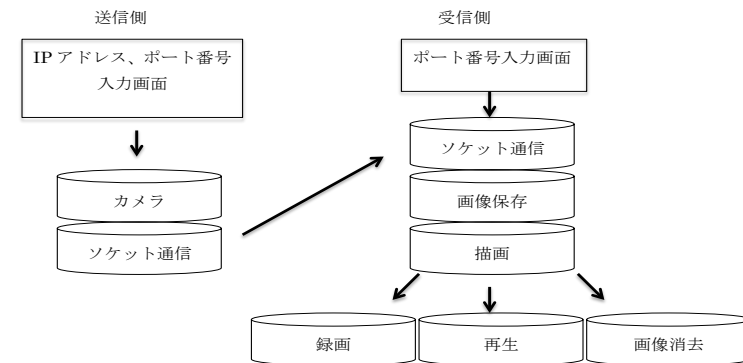 送信側
IP アドレス、ポート番号
入力画面
カメラ
ソケット通信
受信側
ポート番号入力画面
ソケット通信
画像保存
描画
録画
再生
画像消去